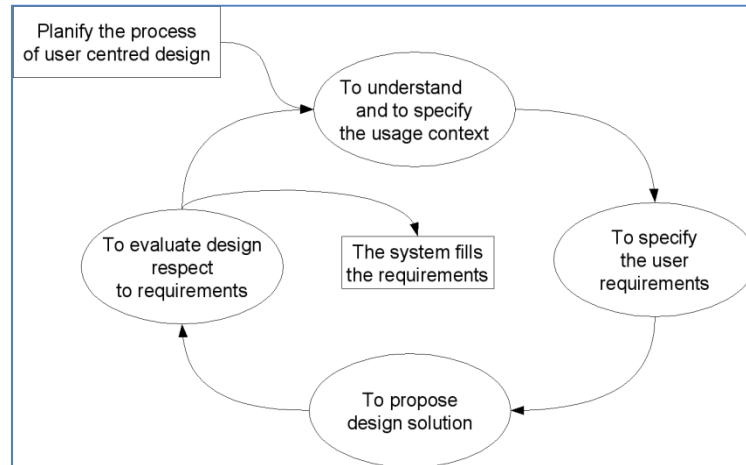 Planify the process
of user centred design
To understand
and to specify
the usage context
To evaluate design
respect
to requirements
The system fills
the requirements
To specify
the user
requirements
To propose
design solution